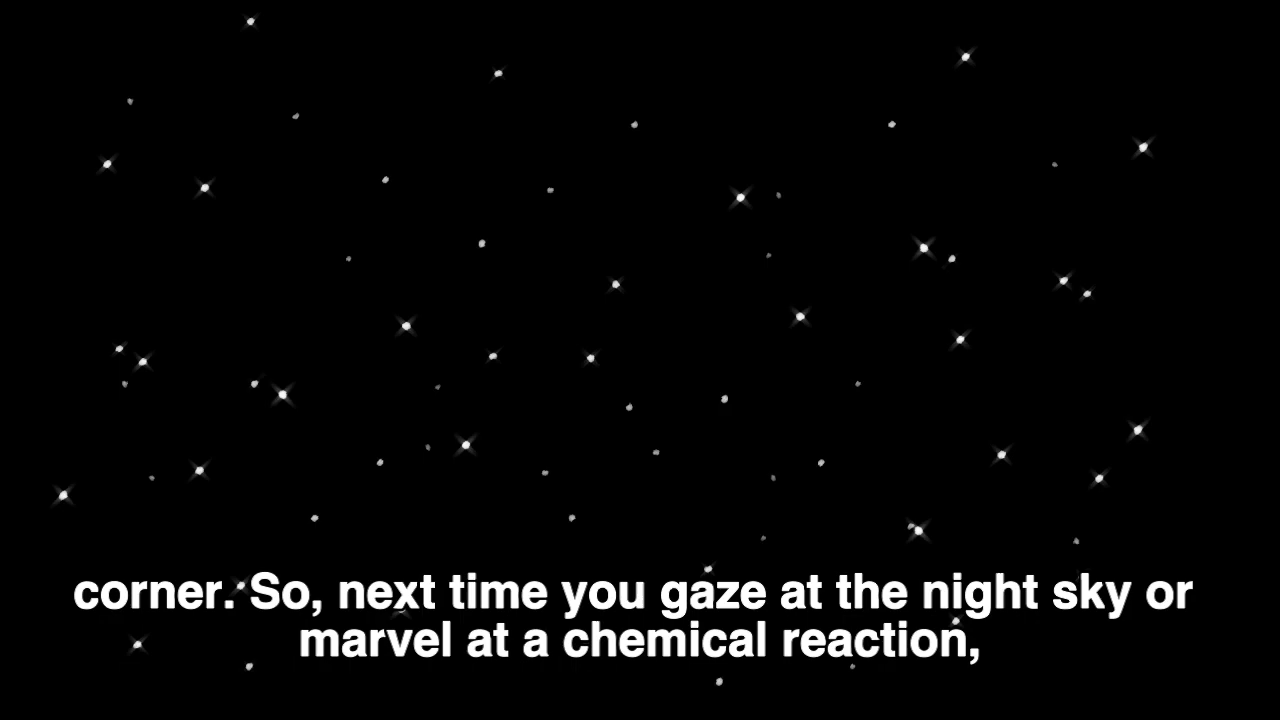 corner. So, next time you gaze at the night sky or
marvel at a chemical reaction,